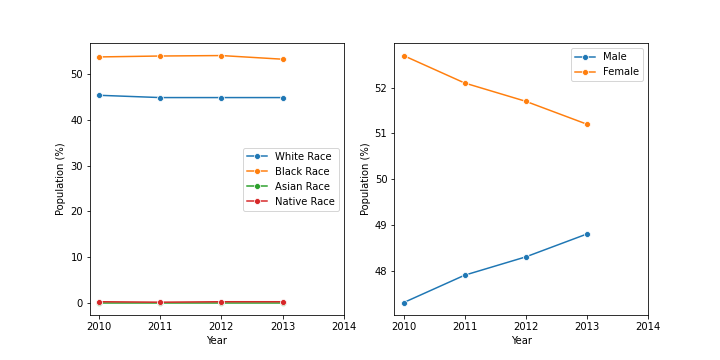 50
40
30
20
10
0
Population (%)
White Race
Black Race
Asian Race
Native Race
2010 2011 2012 2013 2014
Year
52
51
50
49
48
Population (%)
Male
Female
2010 2011 2012 2013 2014
Year